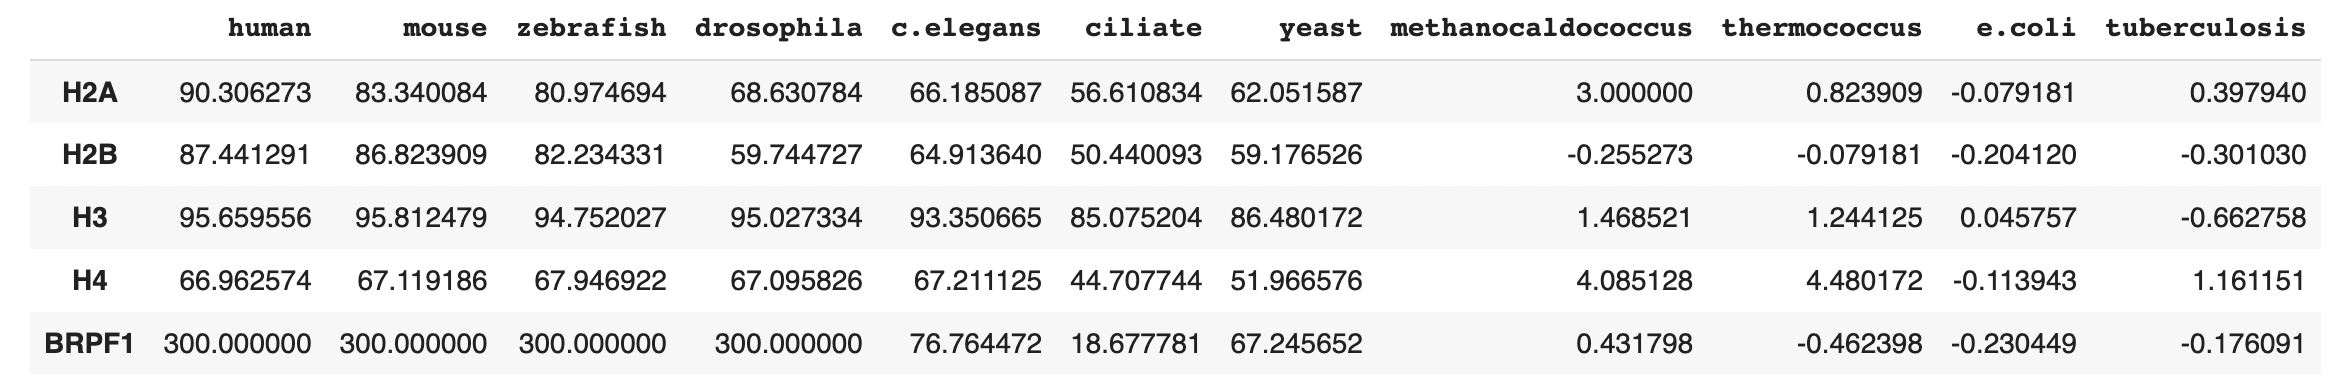 human mouse zebrafish drosophila c.elegans ciliate yeast methanocaldococcus thermococcus e.coli tuberculosis
H2A 90.306273 83.340084 80.974694 68.630784 66.185087 56.610834 62.051587 3.000000 0.823909 -0.079181 0.397940
H2B 87.441291 86.823909 82.234331 59.744727 64.913640 50.440093 59.176526 -0.255273 -0.079181 -0.204120 -0.301030
H3 95.659556 95.812479 94.752027 95.027334 93.350665 85.075204 86.480172 1.468521 1.244125 0.045757 -0.662758
H4 66.962574 67.119186 67.946922 67.095826 67.211125 44.707744 51.966576 4.085128 4.480172 -0.113943 1.161151
BRPF1 300.000000 300.000000 300.000000 300.000000 76.764472 18.677781 67.245652 0.431798 -0.462398 -0.230449 -0.176091